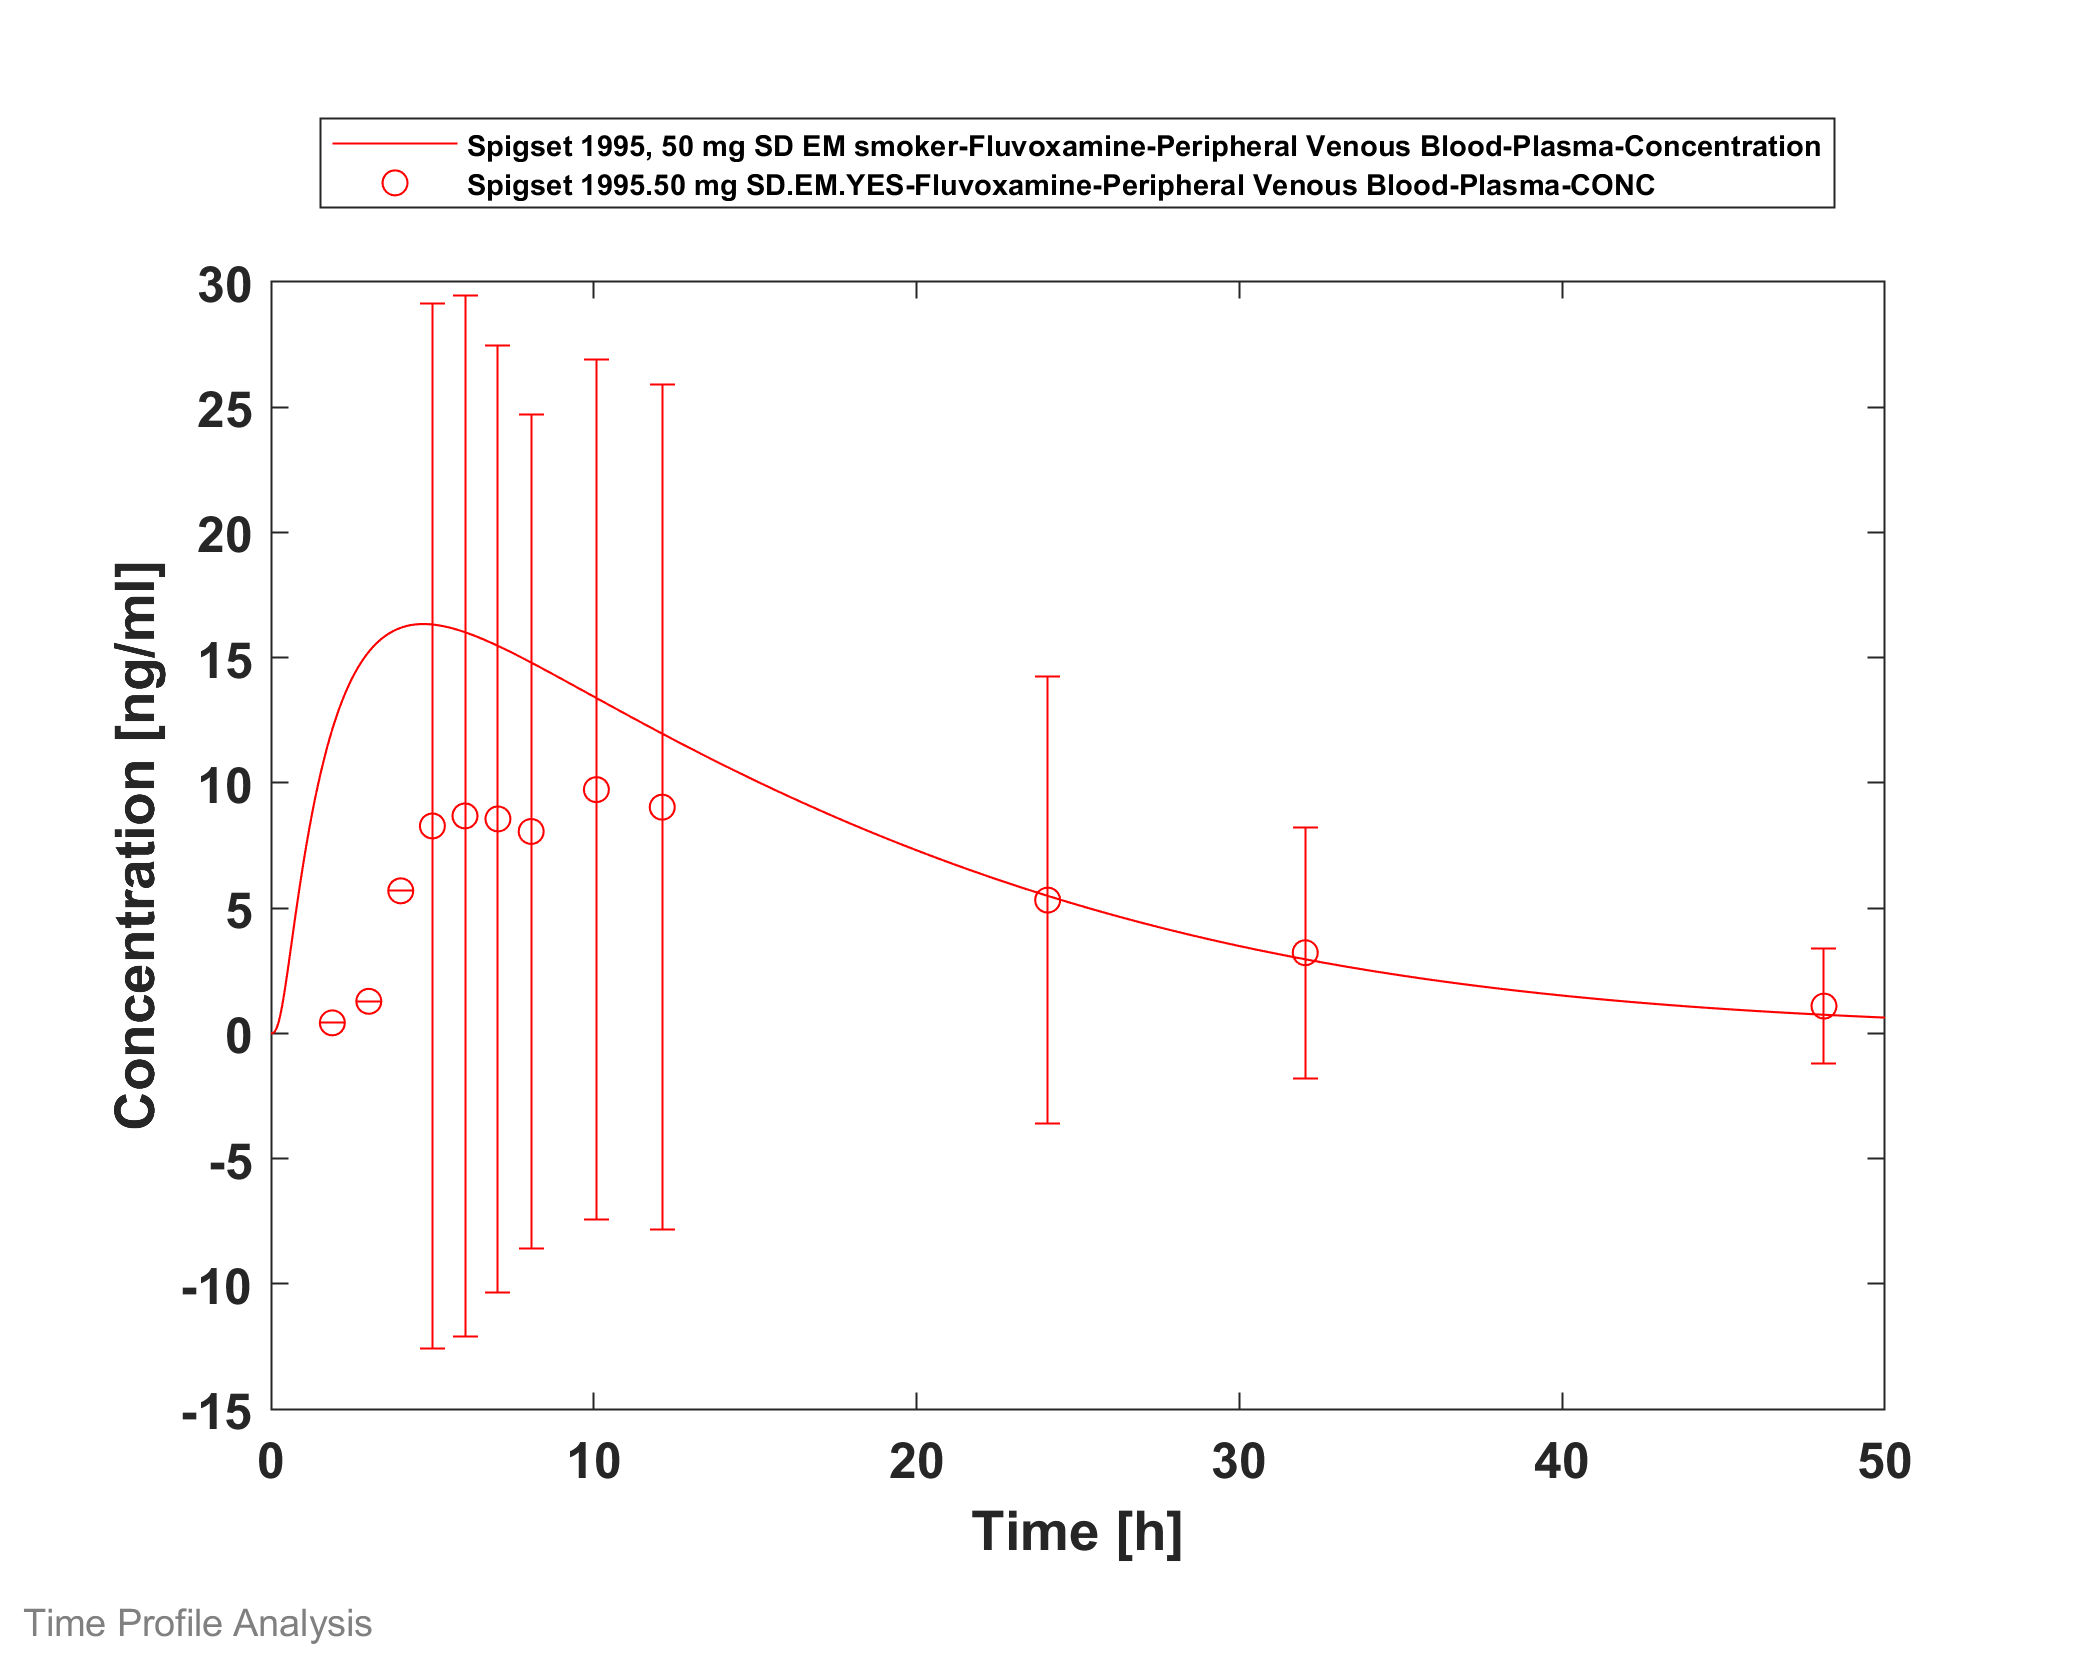 Spigset 1995, 50 mg SD EM smoker-Fluvoxamine-Peripheral Venous Blood-Plasma-Concentration
Spigset 1995.50 mg SD.EM.YES-Fluvoxamine-Peripheral Venous Blood-Plasma-CONC
30
25
20
15
10
5
0
-5
-10
-15
Concentration [ng/ml]
0 10 20 30 40 50
Time [h]
Time Profile Analysis